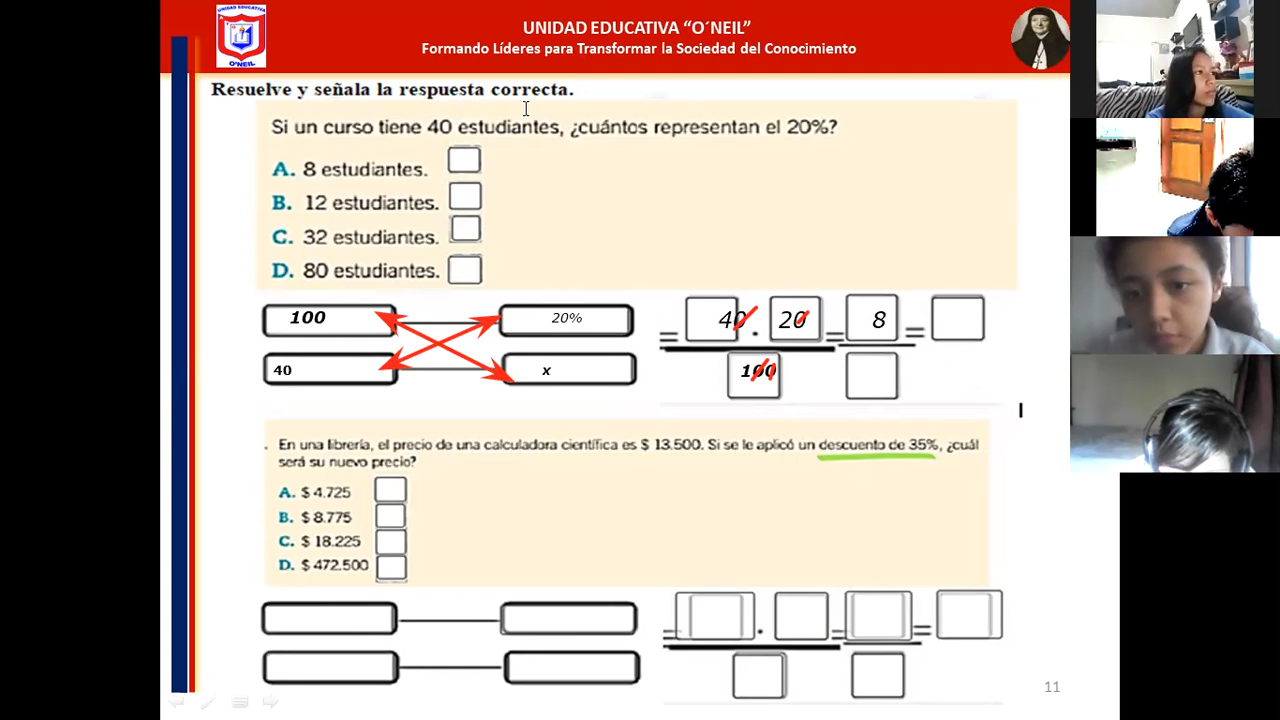 UNIDAD EDUCATIVA
O'NEIL
UNIDAD EDUCATIVA “O´NEIL”
Formando Líderes para Transformar la Sociedad del Conocimiento
Resuelve y señala la respuesta correcta.
Si un curso tiene 40 estudiantes, ¿cuántos representan el 20%?
A. 8 estudiantes.
B. 12 estudiantes.
C. 32 estudiantes.
D. 80 estudiantes.
100 20%
40 x
= 40 . 20 = 8 =
100
. En una librería, el precio de una calculadora científica es $ 13.500. Si se le aplicó un descuento de 35%, ¿cuál
será su nuevo precio?
A. $ 4.725
B. $ 8.775
C. $ 18.225
D. $ 472.500
= . = =
11